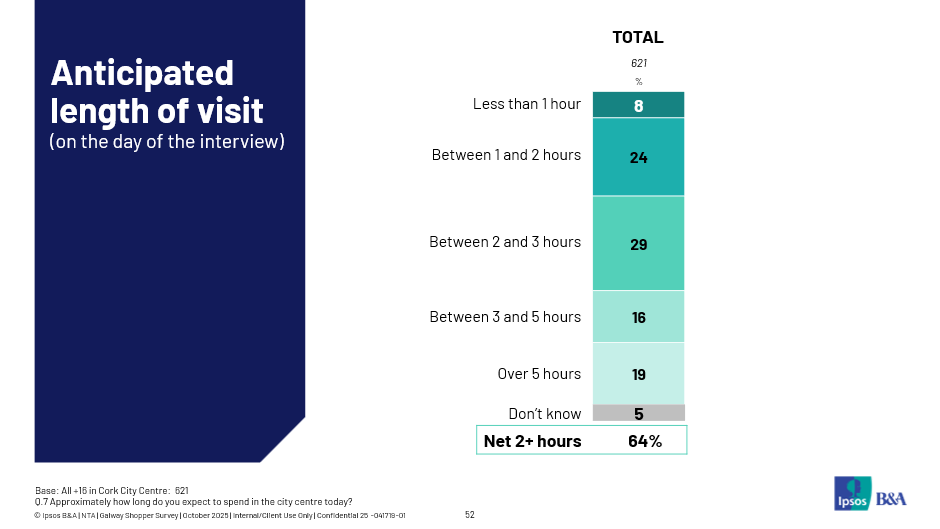 Anticipated
length of visit
(on the day of the interview)
TOTAL
621
%
Less than 1 hour 8
Between 1 and 2 hours 24
Between 2 and 3 hours 29
Between 3 and 5 hours 16
Over 5 hours 19
Don't know 5
Net 2+ hours 64%
Base: All +16 in Cork City Centre: 621
Q.7 Approximately how long do you expect to spend in the city centre today?
© Ipsos B&A | NTA | Galway Shopper Survey | October 2025 | Internal/Client Use Only | Confidential 25 -041719-01
52
Ipsos B&A